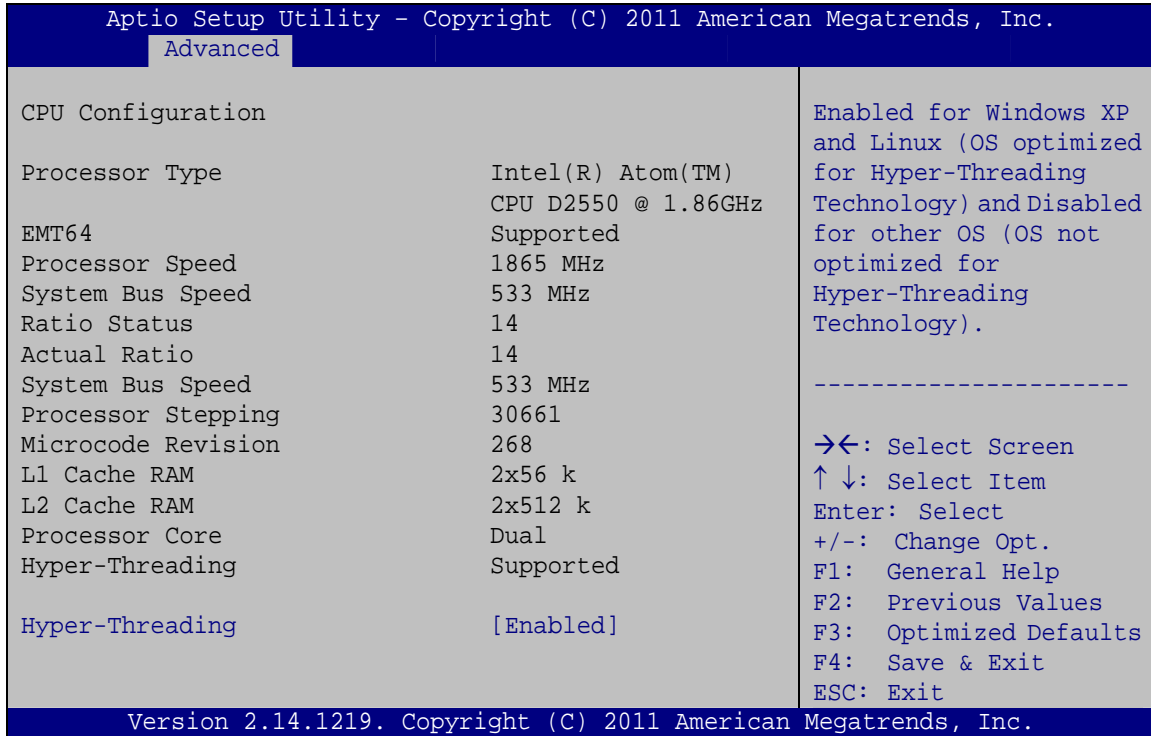 Aptio Setup Utility – Copyright (C) 2011 American Megatrends, Inc.
Advanced
CPU Configuration
Processor Type Intel(R) Atom(TM)
CPU D2550 @ 1.86GHz
EMT64 Supported
Processor Speed 1865 MHz
System Bus Speed 533 MHz
Ratio Status 14
Actual Ratio 14
System Bus Speed 533 MHz
Processor Stepping 30661
Microcode Revision 268
L1 Cache RAM 2x56 k
L2 Cache RAM 2x512 k
Processor Core Dual
Hyper-Threading Supported
Hyper-Threading [Enabled]
Enabled for Windows XP
and Linux (OS optimized
for Hyper-Threading
Technology) and Disabled
for other OS (OS not
optimized for
Hyper-Threading
Technology).
----------------------
→←: Select Screen
↑ ↓: Select Item
Enter: Select
+/-: Change Opt.
F1: General Help
F2: Previous Values
F3: Optimized Defaults
F4: Save & Exit
ESC: Exit
Version 2.14.1219. Copyright (C) 2011 American Megatrends, Inc.